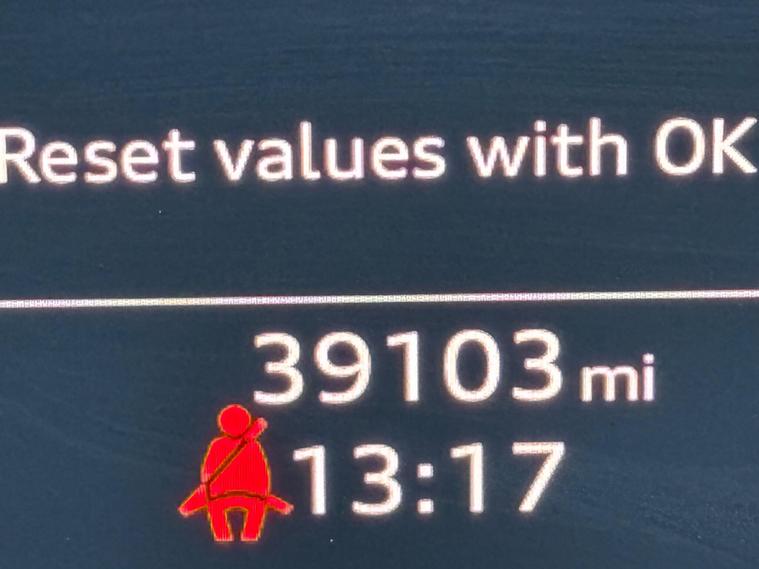 Reset values with OK
39103 mi
13:17